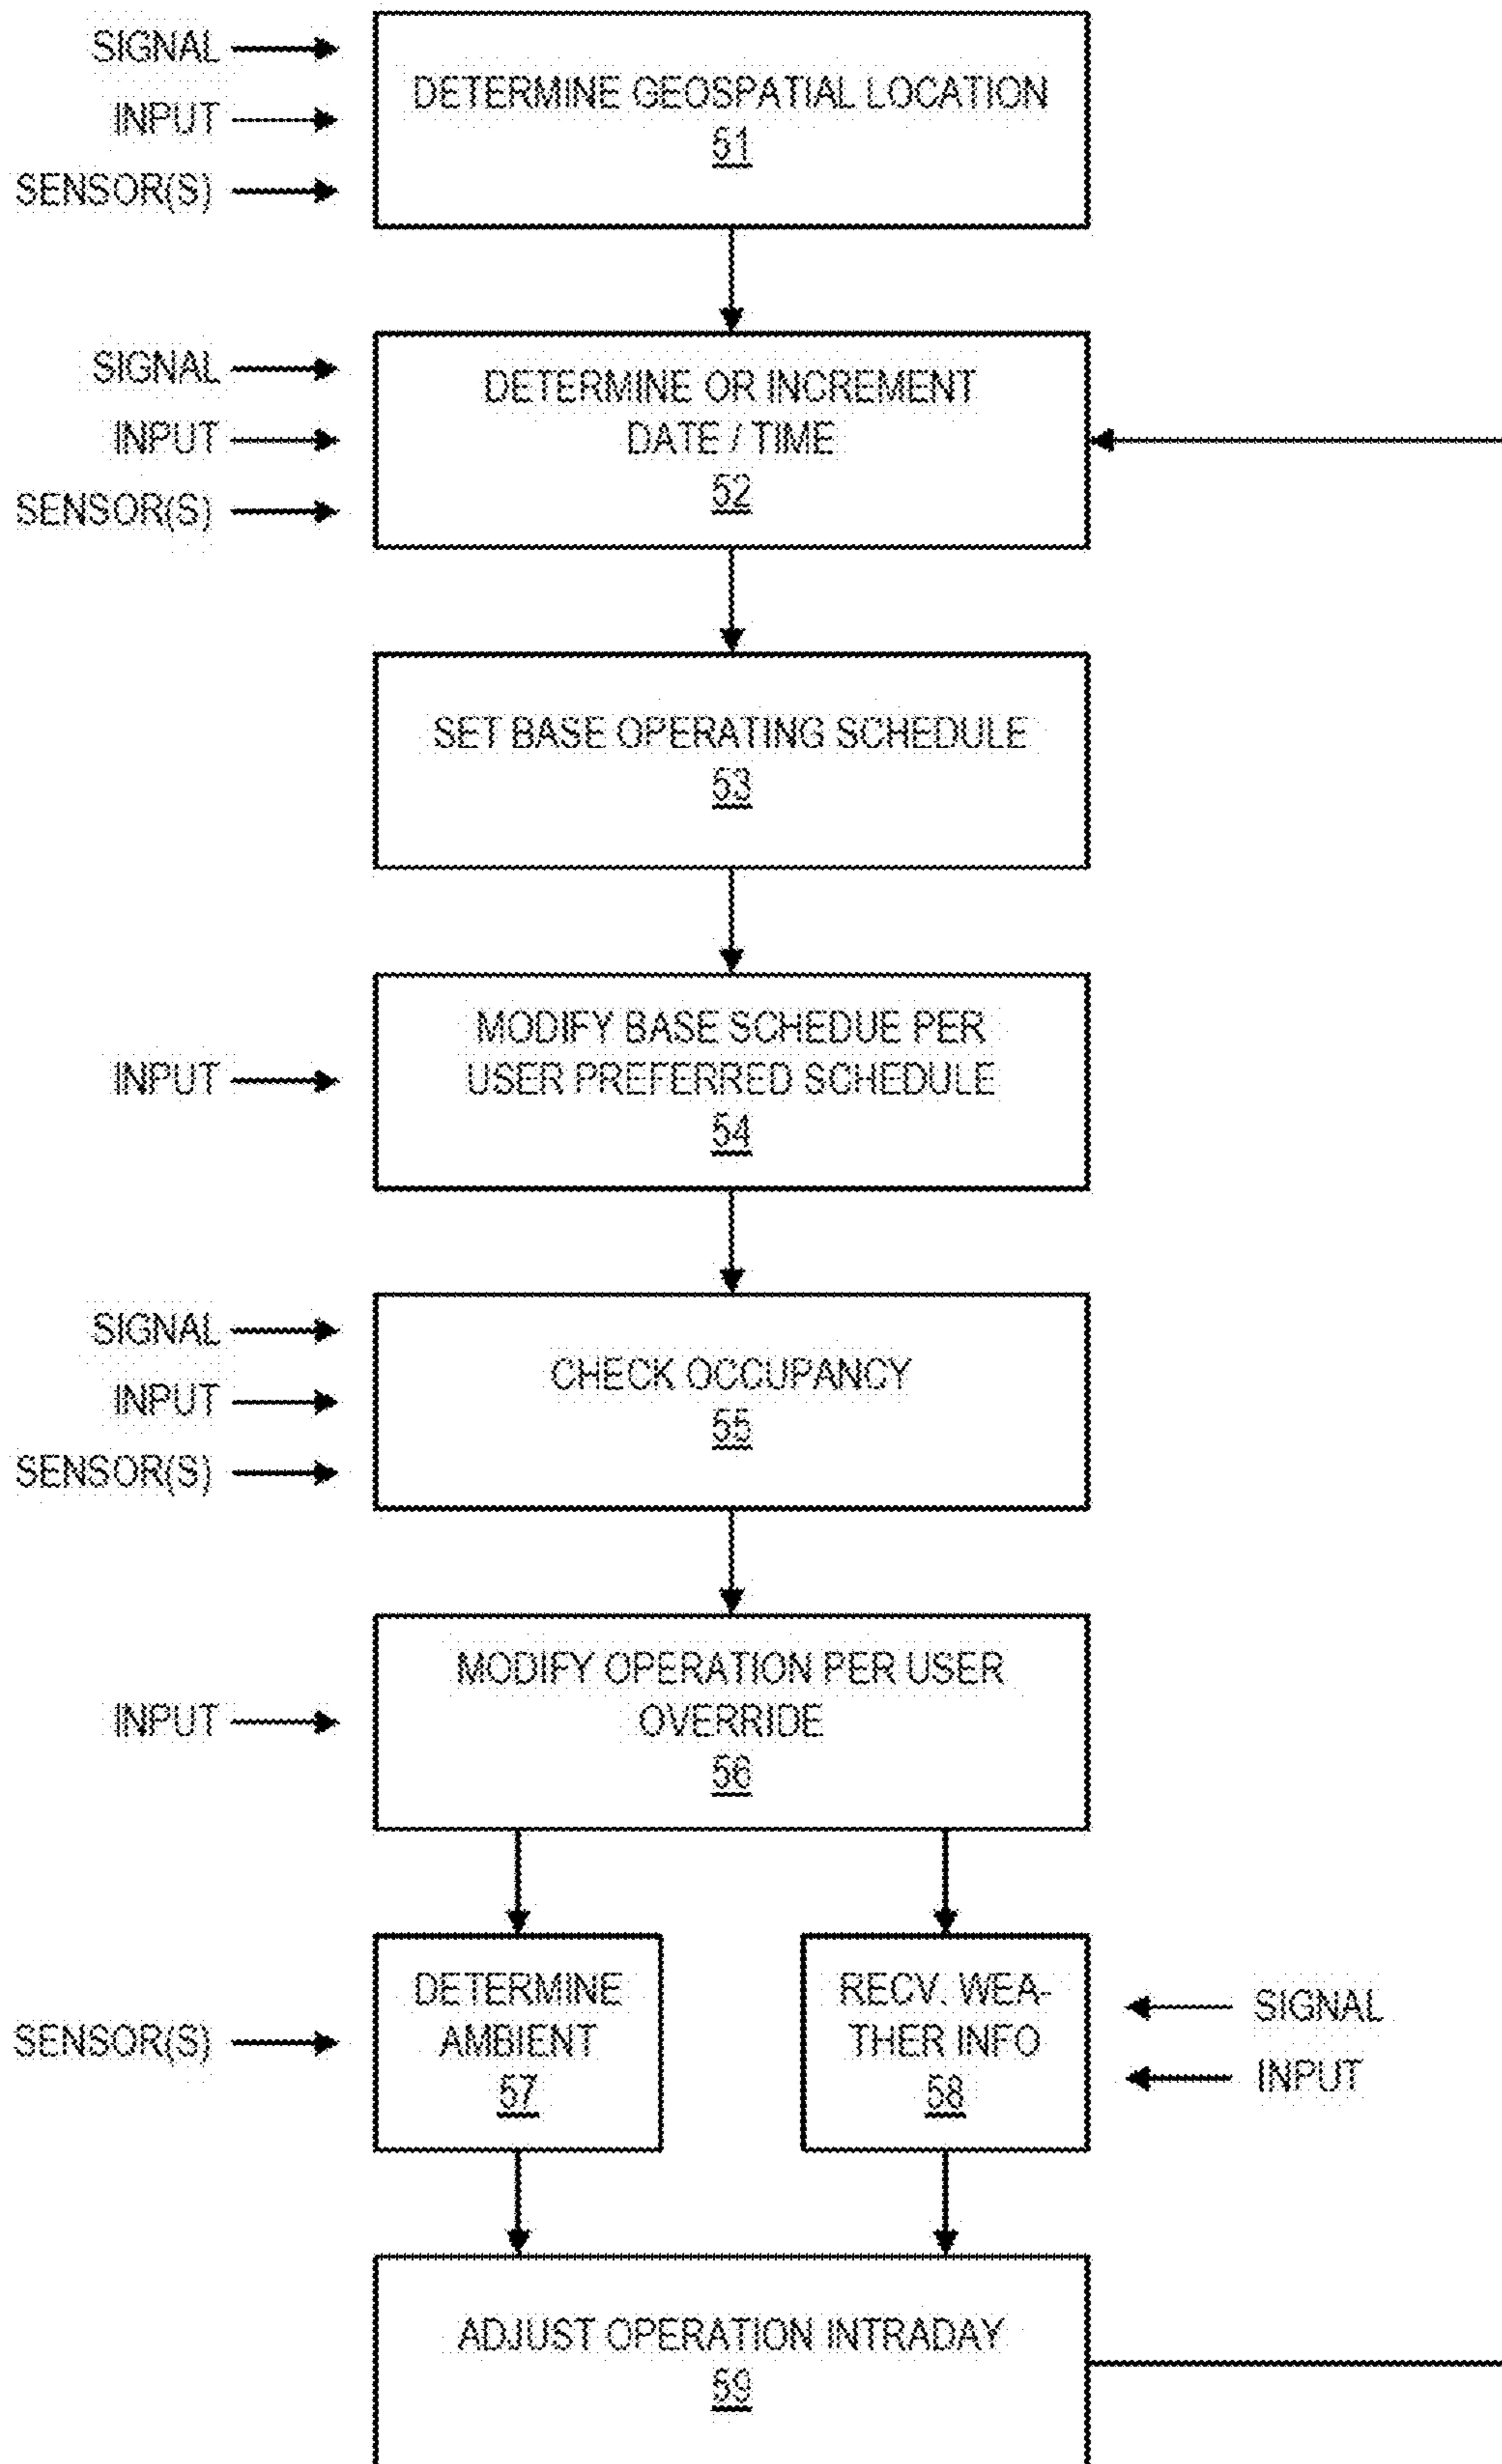 SIGNAL
INPUT
SENSOR(S)
DETERMINE GEOSPATIAL LOCATION
51
SIGNAL
INPUT
SENSOR(S)
DETERMINE OR INCREMENT
DATE / TIME
52
SET BASE OPERATING SCHEDULE
53
INPUT
MODIFY BASE SCHEDUE PER
USER PREFERRED SCHEDULE
54
SIGNAL
INPUT
SENSOR(S)
CHECK OCCUPANCY
55
INPUT
MODIFY OPERATION PER USER
OVERRIDE
56
SENSOR(S)
DETERMINE
AMBIENT
57
RECV. WEA-
THER INFO
58
SIGNAL
INPUT
ADJUST OPERATION INTRADAY
59